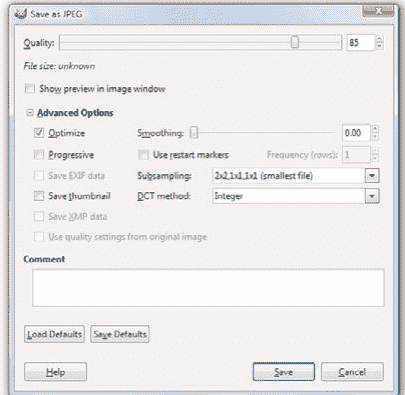 Save as JPEG
Quality: 85
File size: unknown
Show preview in image window
Advanced Options
Optimize Smoothing: 0.00
Progressive Use restart markers Frequency (rows): 1
Save EXIF data Subsampling: 2x2,1x1,1x1 (smallest file)
Save thumbnail DCT method: Integer
Save XMP data
Use quality settings from original image
Comment
Load Defaults Save Defaults
Help Save Cancel